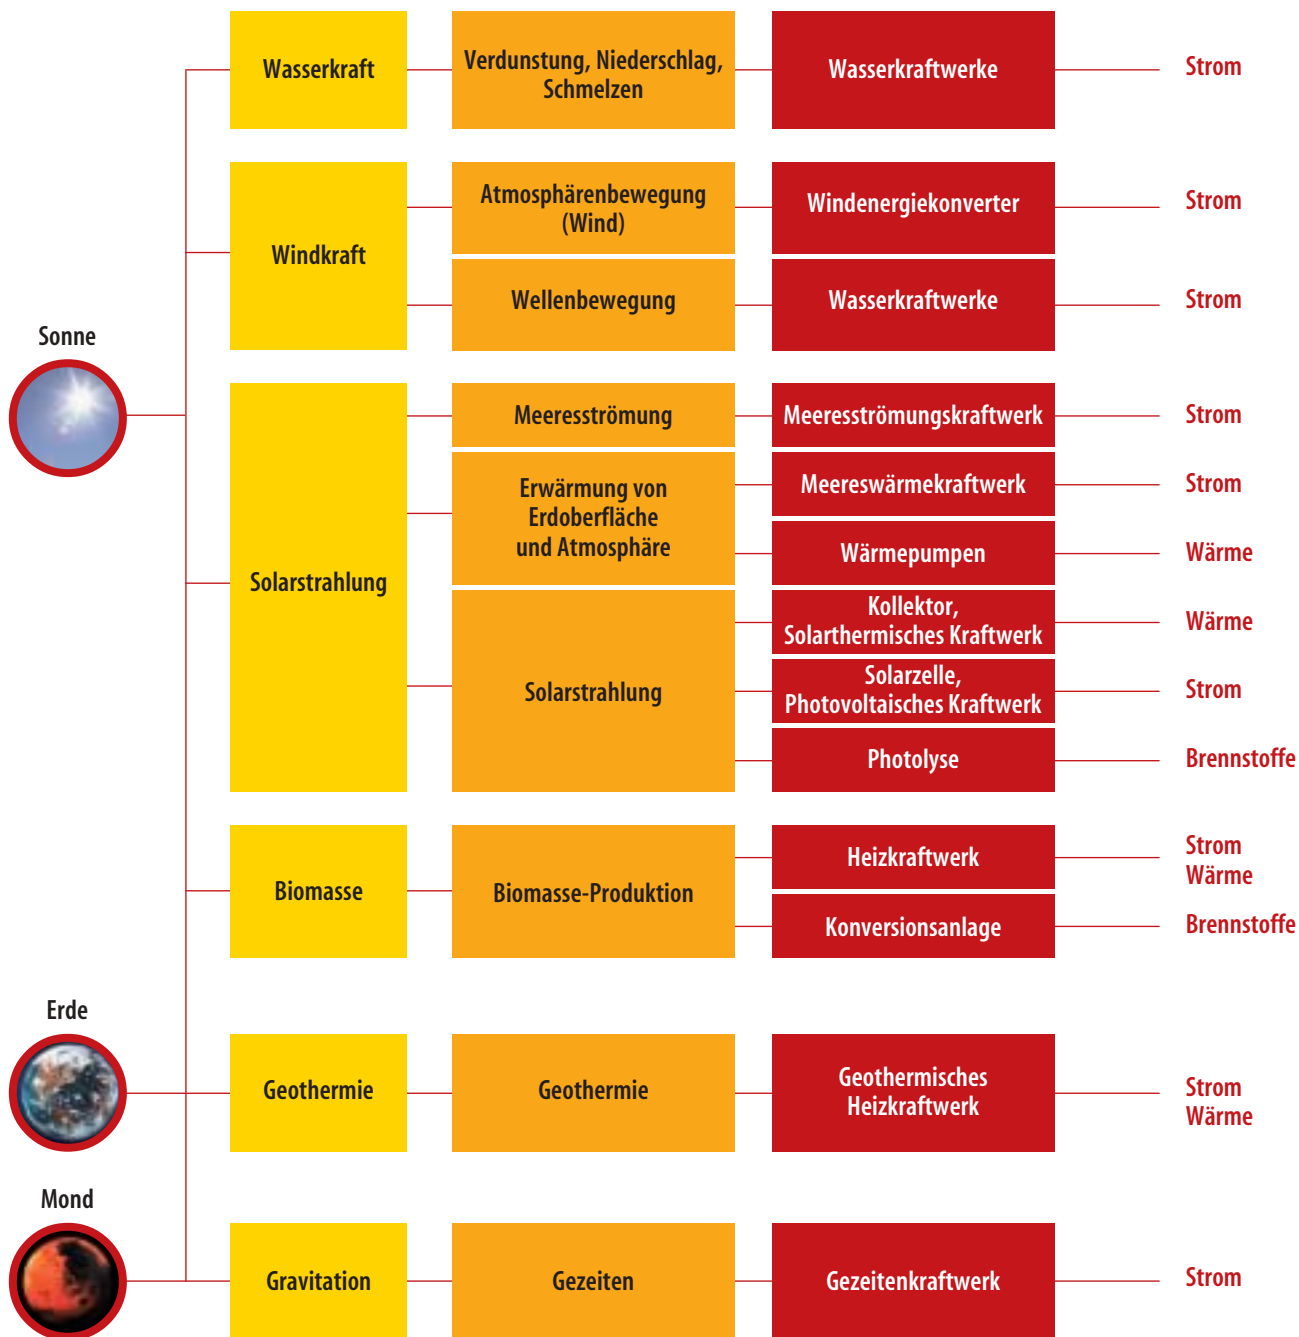 Wasserkraft
Verdunstung, Niederschlag,
Schmelzen
Wasserkraftwerke
Strom
Windkraft
Atmosphärenbewegung
(Wind)
Windenergiekonverter
Strom
Wellenbewegung
Wasserkraftwerke
Strom
Sonne
Solarstrahlung
Meeresströmung
Meeresströmungskraftwerk
Strom
Erwärmung von
Erdoberfläche
und Atmosphäre
Meereswärmekraftwerk
Strom
Wärmepumpen
Wärme
Solarstrahlung
Kollektor,
Solarthermisches Kraftwerk
Wärme
Solarzelle,
Photovoltaisches Kraftwerk
Strom
Photolyse
Brennstoffe
Biomasse
Biomasse-Produktion
Heizkraftwerk
Strom
Wärme
Konversionsanlage
Brennstoffe
Erde
Geothermie
Geothermie
Geothermisches
Heizkraftwerk
Strom
Wärme
Mond
Gravitation
Gezeiten
Gezeitenkraftwerk
Strom